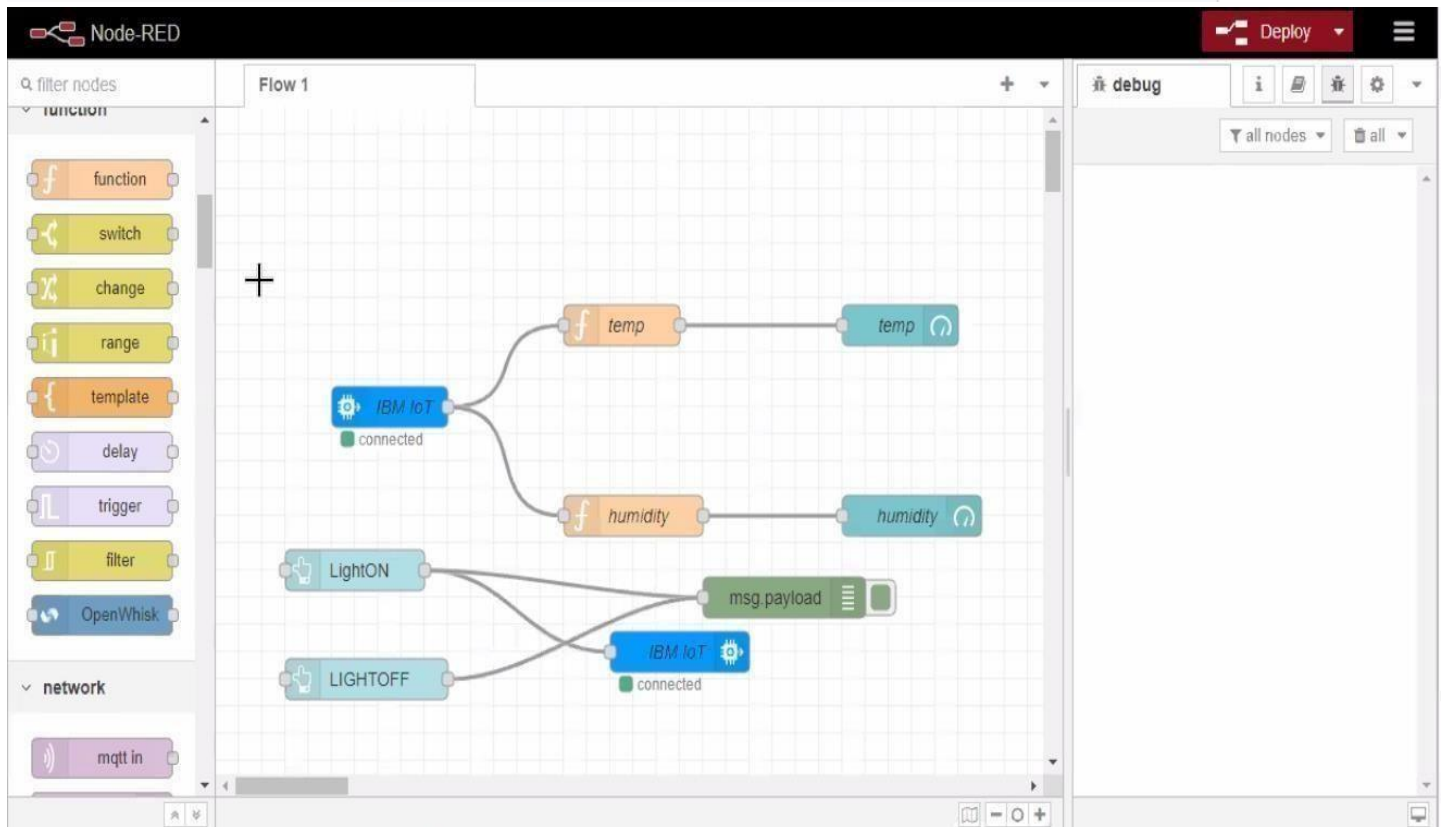 Node-RED
Deploy
filter nodes
Flow 1
debug
i
all nodes
all
function
function
switch
change
range
template
delay
trigger
filter
OpenWhisk
network
mqtt in
temp
temp
IBM IoT
connected
humidity
humidity
LightON
msg.payload
IBM IoT
connected
LIGHTOFF